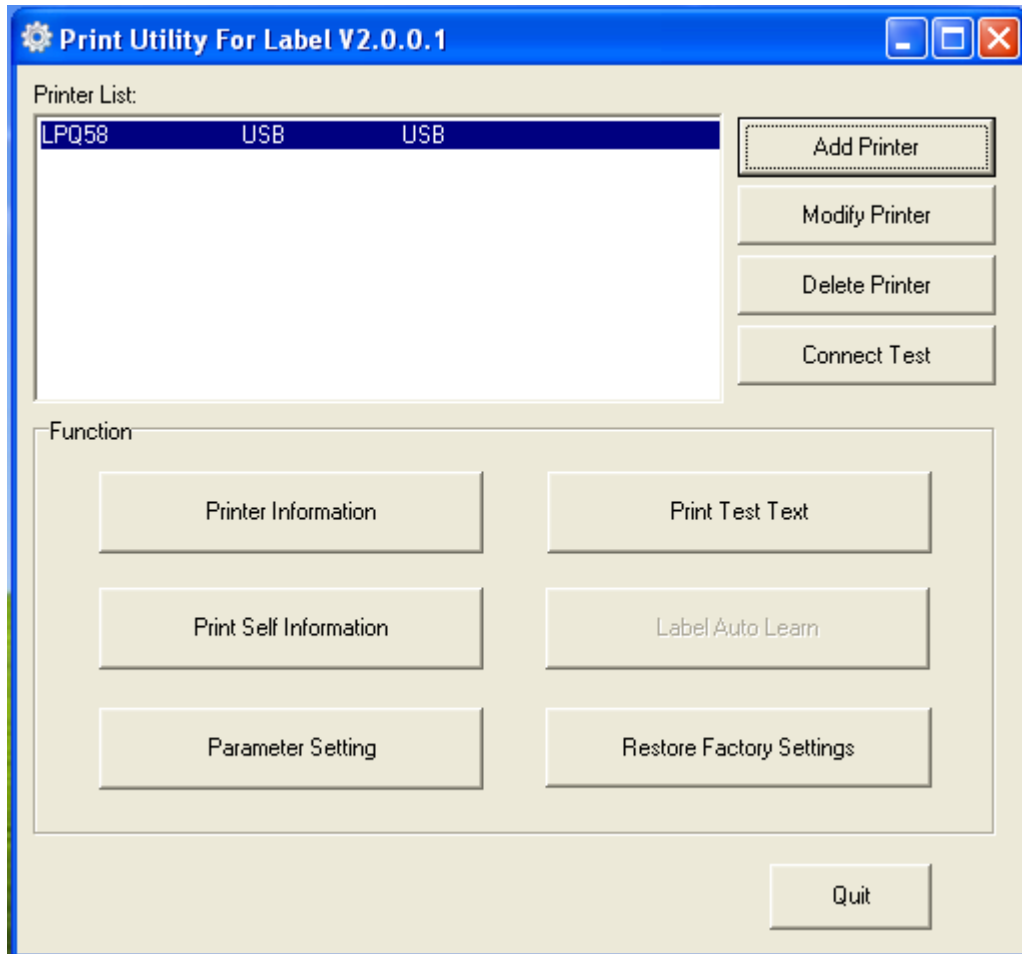 Print Utility For Label V2.0.0.1
Printer List:
LPQ58 USB USB
Add Printer
Modify Printer
Delete Printer
Connect Test
Function
Printer Information
Print Test Text
Print Self Information
Label Auto Learn
Parameter Setting
Restore Factory Settings
Quit